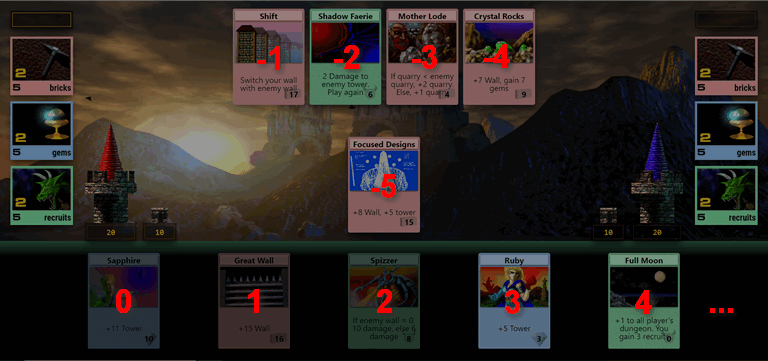 Shift
-1
Switch your wall
with enemy wall
17
Shadow Faerie
-2
2 Damage to
enemy tower.
Play again
6
Mother Lode
-3
If quarry < enemy
quarry, +2 quarry.
Else, +1 quarry
4
Crystal Rocks
-4
+7 Wall, gain 7
gems
9
2
5 bricks
2
5 gems
2
5 recruits
2
5 bricks
2
5 gems
2
5 recruits
Focused Designs
-5
+8 Wall, +5 tower
15
20
10
10
20
Sapphire
0
+11 Tower
10
Great Wall
1
+15 Wall
16
Spizzer
2
If enemy wall = 0,
10 damage, else 6
damage
8
Ruby
3
+5 Tower
3
Full Moon
4
+1 to all player's
dungeon. You
gain 3 recruits
0
...